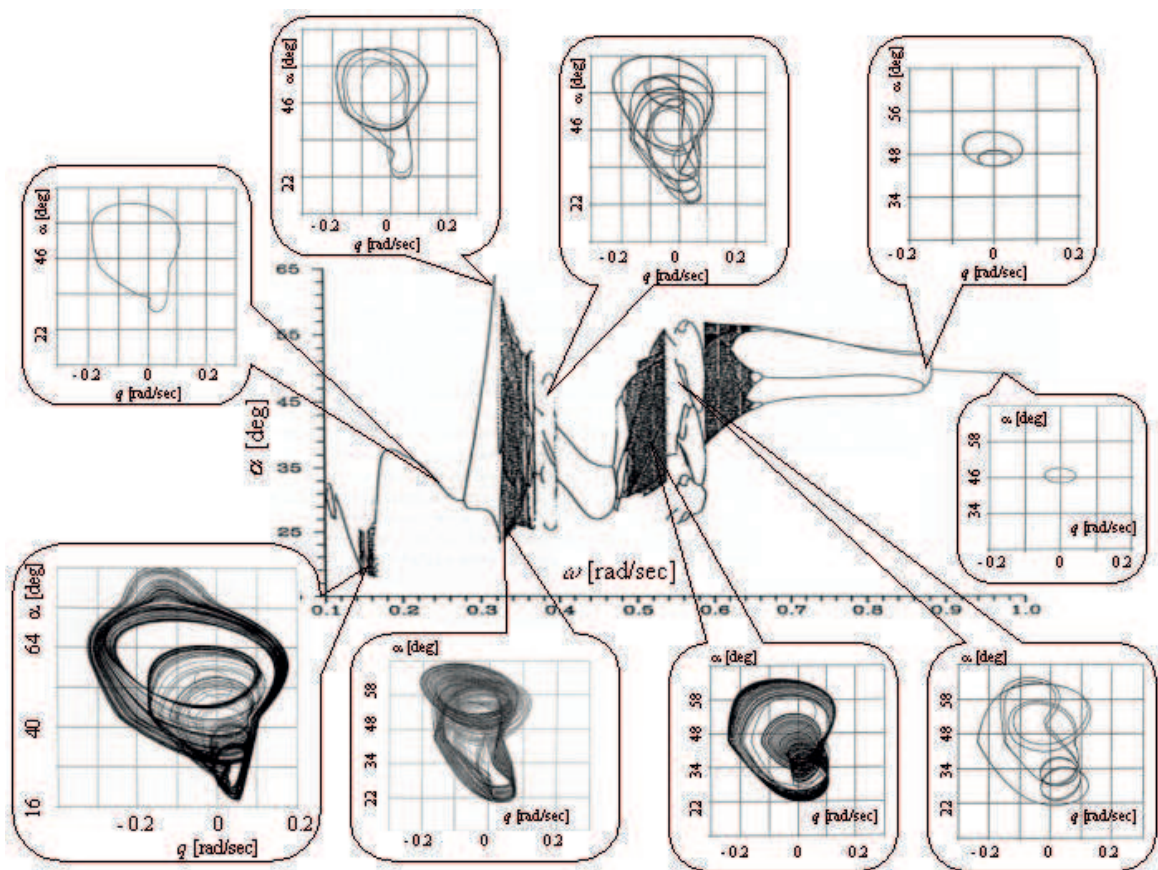 α [deg]
46
22
-0.2 0 0.2
q [rad/sec]
α [deg]
46
22
-0.2 0 0.2
q [rad/sec]
α [deg]
56
48
34
-0.2 0 0.2
q [rad/sec]
α [deg]
46
22
-0.2 0 0.2
q [rad/sec]
65
55
45
35
25
α [deg]
ω [rad/sec]
0.1 0.2 0.3 0.4 0.5 0.6 0.7 0.8 0.9 1.0
α [deg]
58
46
34
q [rad/sec]
-0.2 0 0.2
α [deg]
64
40
16
-0.2 0 0.2
q [rad/sec]
α [deg]
58
48
34
22
q [rad/sec]
-0.2 0 0.2
α [deg]
58
48
34
22
q [rad/sec]
-0.2 0 0.2
α [deg]
58
48
34
22
q [rad/sec]
-0.2 0 0.2